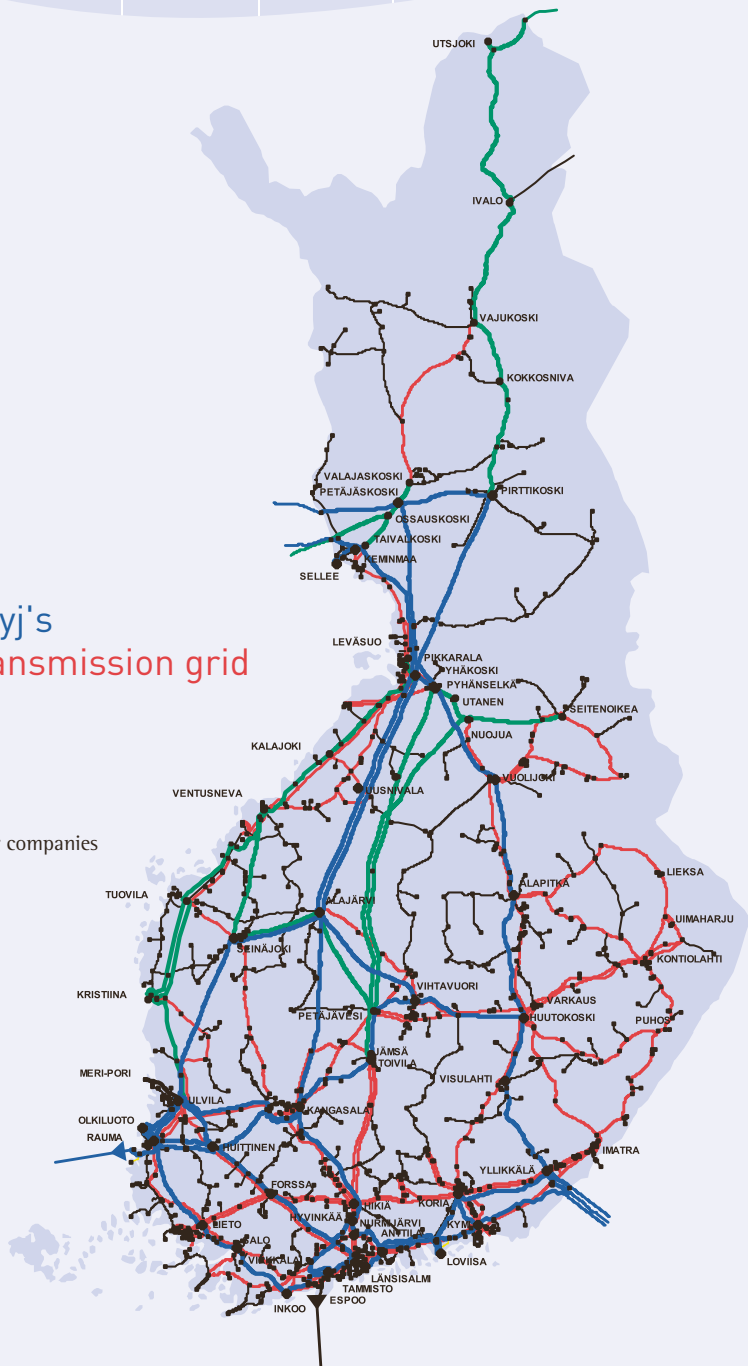 UTSJOKI
IVALO
VAJUKOSKI
KOKKOSNIVA
VALAJASKOSKI
PETÄJÄSKOSKI
PIRTTIKOSKI
OSSAUSKOSKI
TAIVALKOSKI
KEMINMAA
SELLEE
yj's
ansmission grid
LEVÄSUO
PIKKARALA
YHÄKOSKI
PYHÄNSELKÄ
UTANEN
SEITENOIKEA
NUOJUA
KALAJOKI
VUOLIJOKI
UUSNIVALA
VENTUSNEVA
companies
LIEKSA
ALAPITKA
TUOVILA
ALAJÄRVI
UIMAHARJU
SEINÄJOKI
KONTIOLAHTI
VIHTAVUORI
KRISTIINA
VARKAUS
PETÄJÄVESI
HUUTOKOSKI
PUHOS
JÄMSÄ
TOIVILA
MERI-PORI
VISULAHTI
ULVILA
KANGASALA
OLKILUOTO
RAUMA
HUITTINEN
IMATRA
YLLIKKÄLÄ
FORSSA
KORIA
HIKIÄ
HYVINKÄÄ
NURMIJÄRVI
LIETO
KYMI
ANTTILA
SALO
VIRKKALA
LOVIISA
LÄNSISALMI
TAMMISTO
ESPOO
INKOO